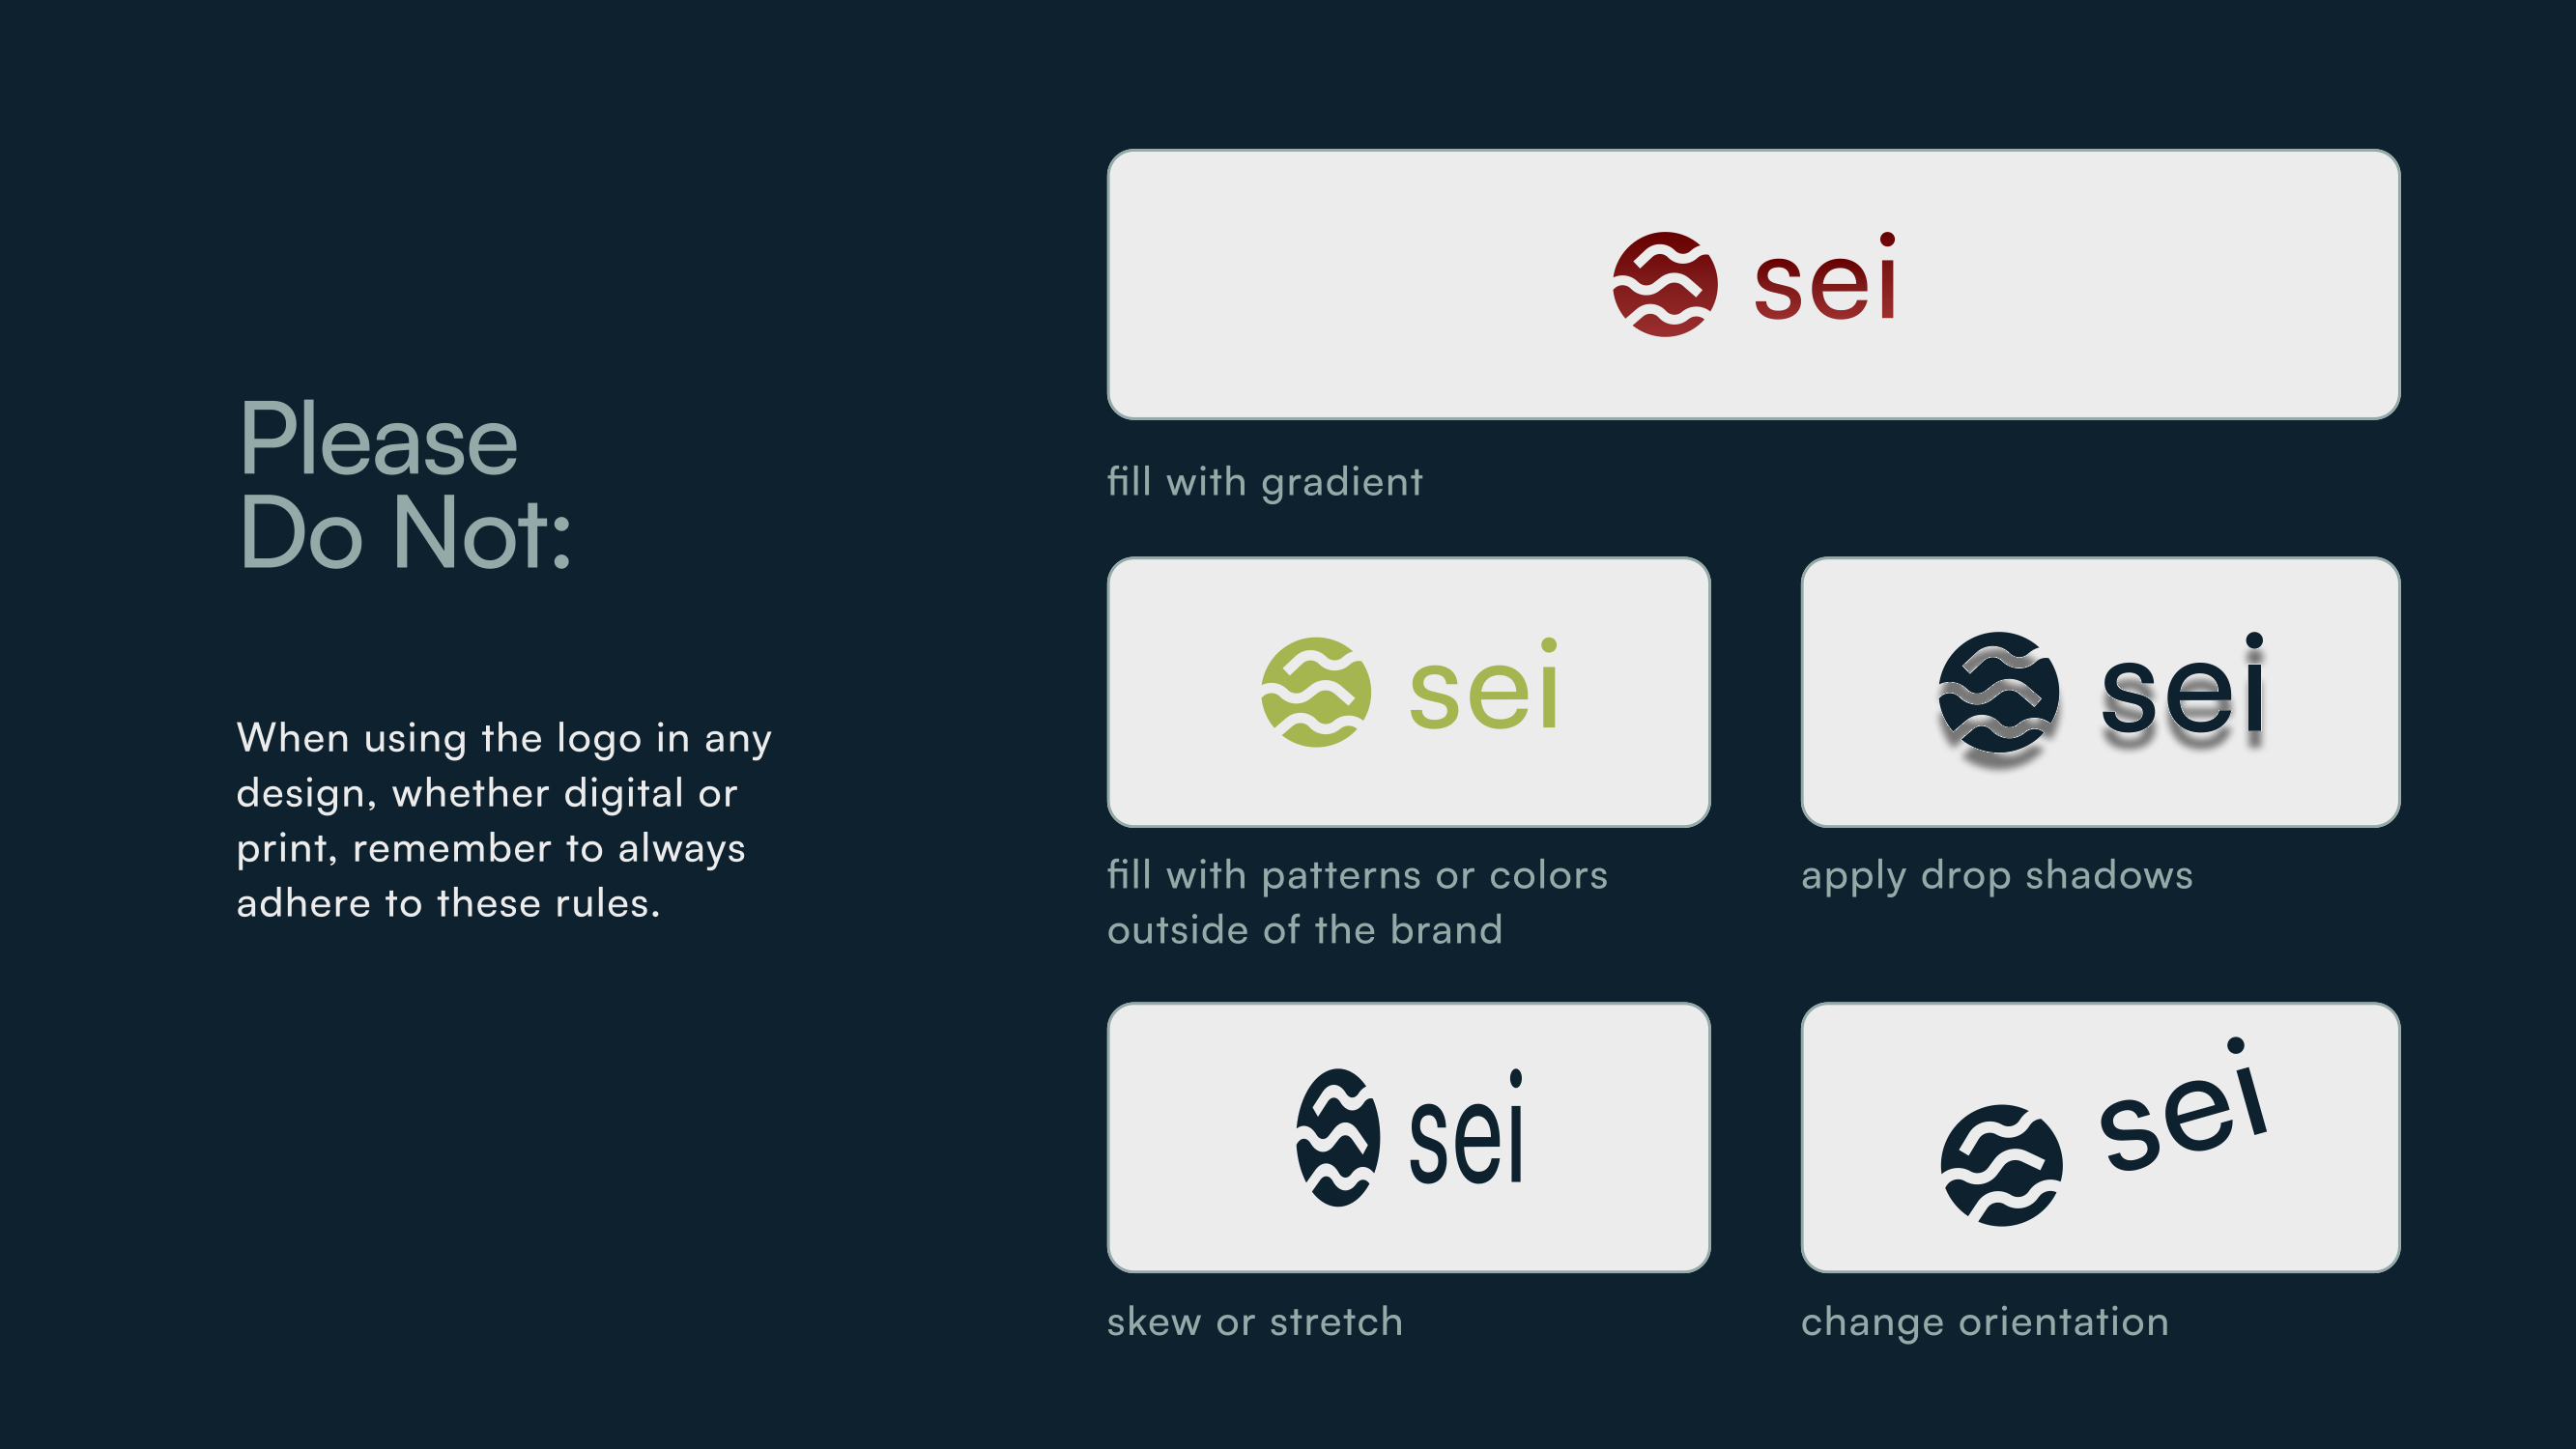 Please
Do Not:
When using the logo in any
design, whether digital or
print, remember to always
adhere to these rules.
sei
fill with gradient
sei
fill with patterns or colors
outside of the brand
sei
apply drop shadows
sei
skew or stretch
sei
change orientation